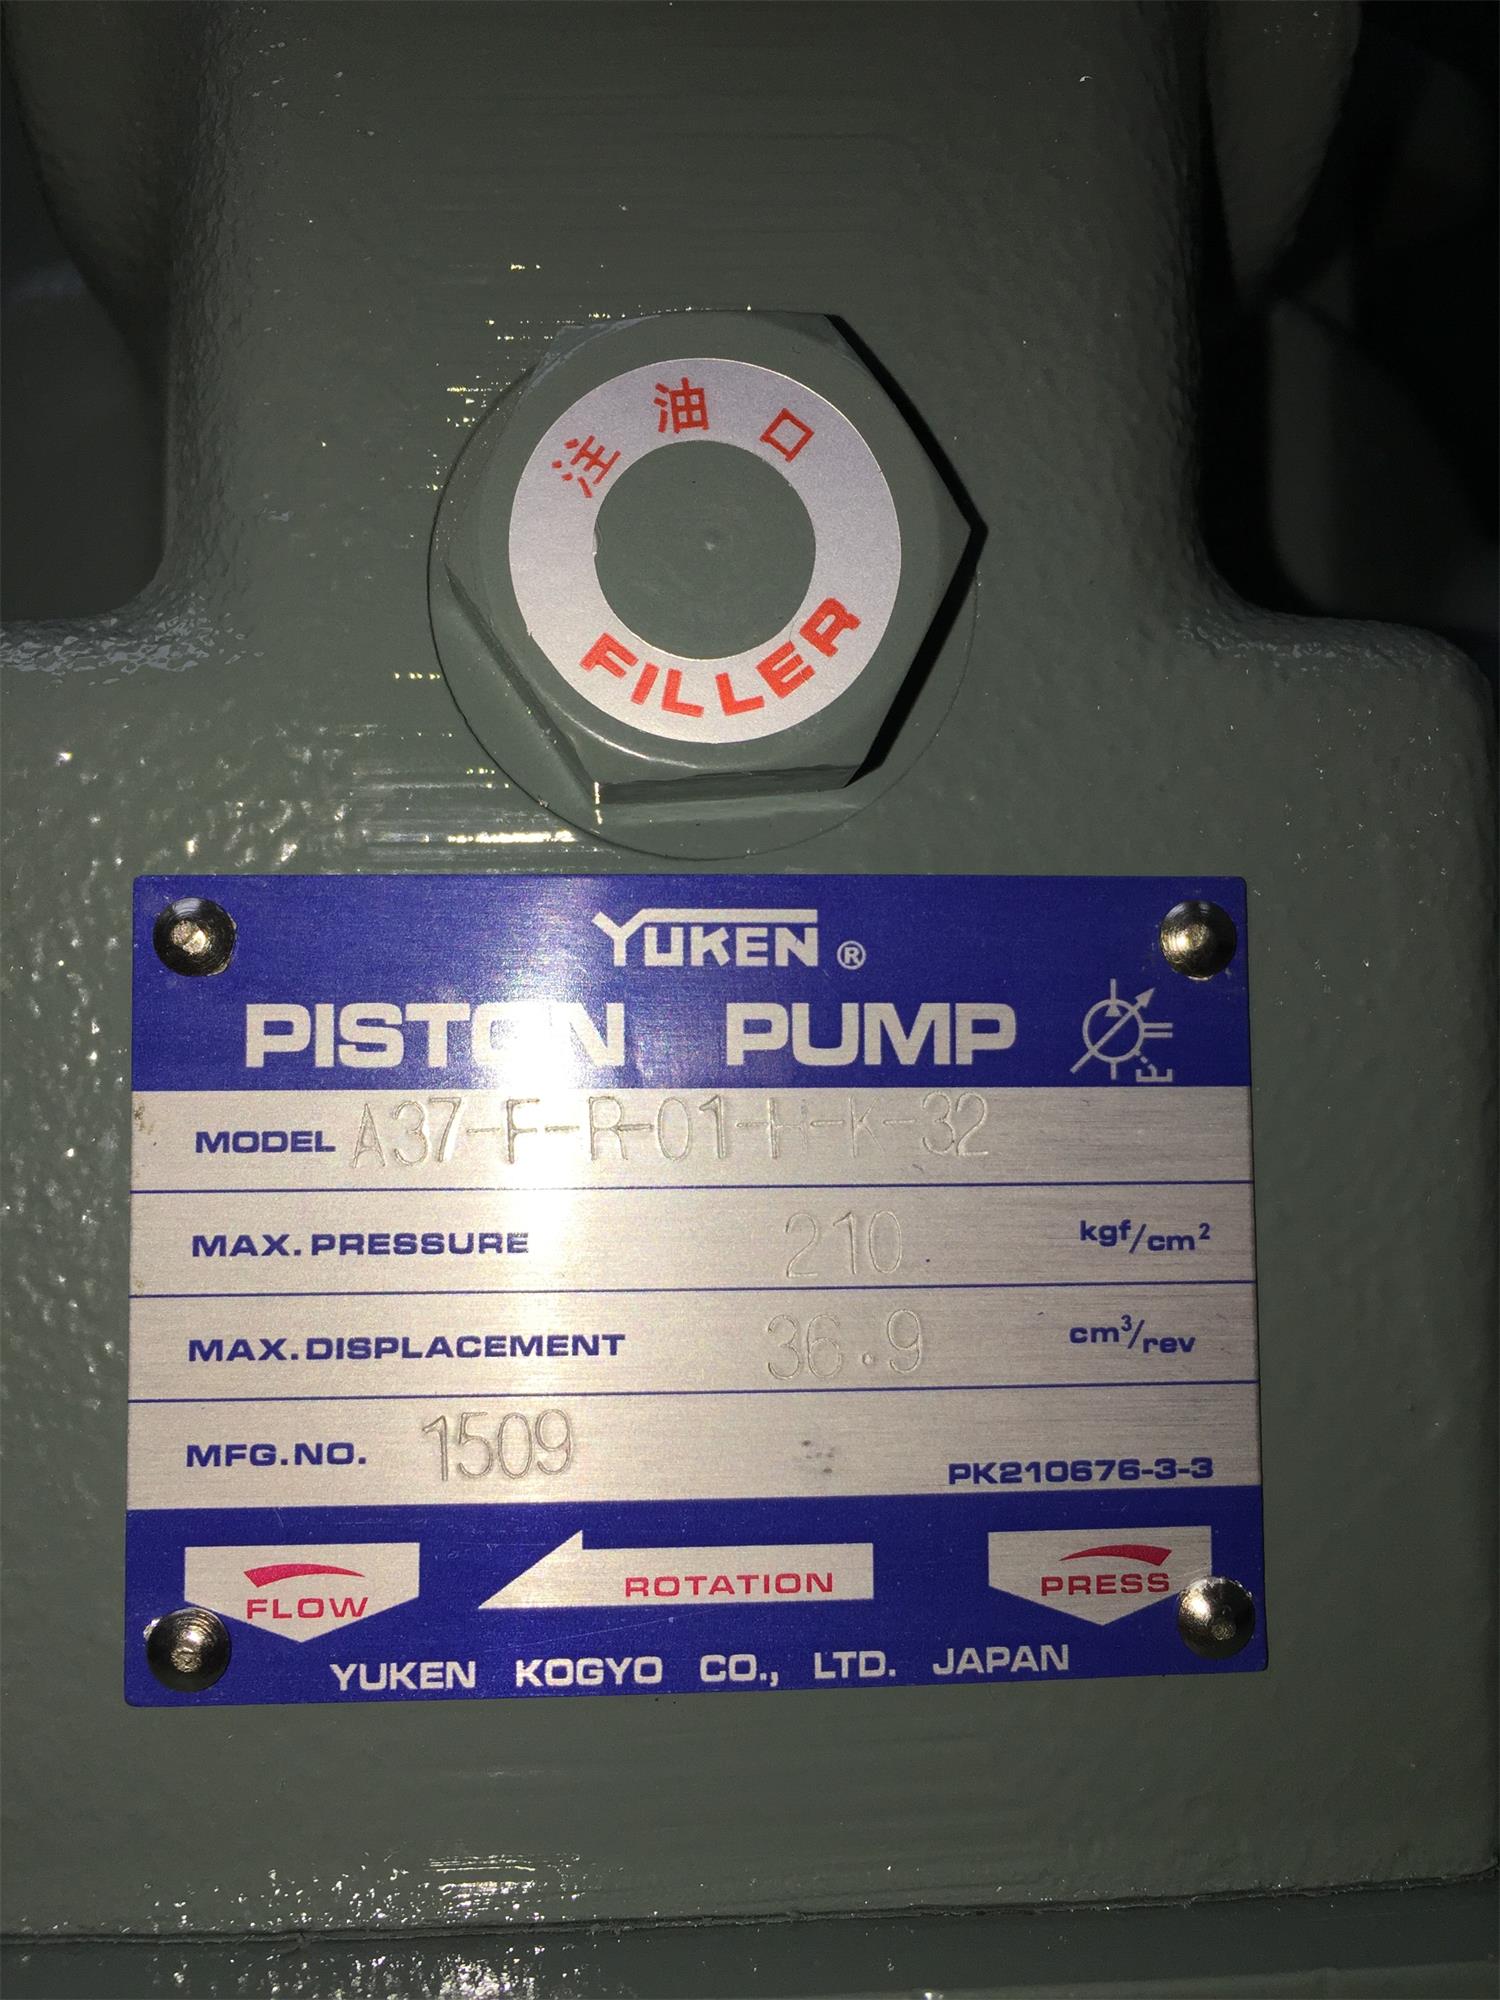 注油口
FILLER
YUKEN ®
PISTON PUMP
MODEL A37-F-R-01-H-K-32
MAX. PRESSURE 210 kgf/cm²
MAX. DISPLACEMENT 36.9 cm³/rev
MFG.NO. 1509 PK210676-3-3
FLOW ROTATION PRESS
YUKEN KOGYO CO., LTD. JAPAN